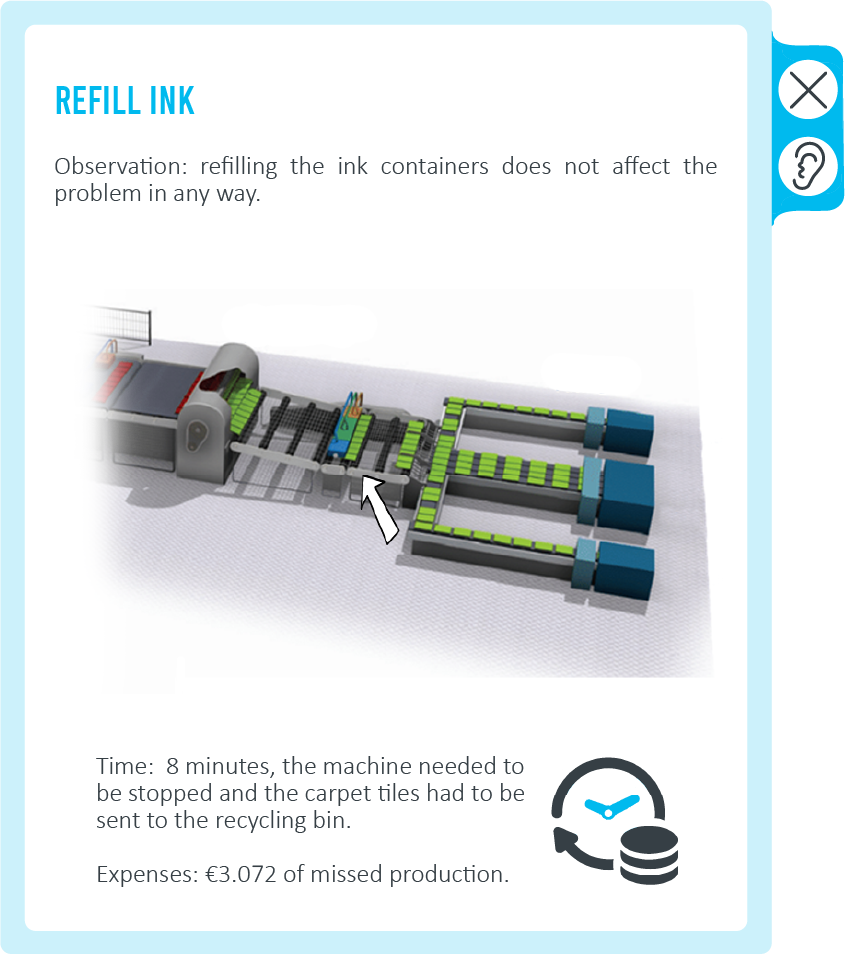 REFILL INK
Observation: refilling the ink containers does not affect the
problem in any way.
Time:  8 minutes, the machine needed to
be stopped and the carpet tiles had to be
sent to the recycling bin.
Expenses: €3.072 of missed production.